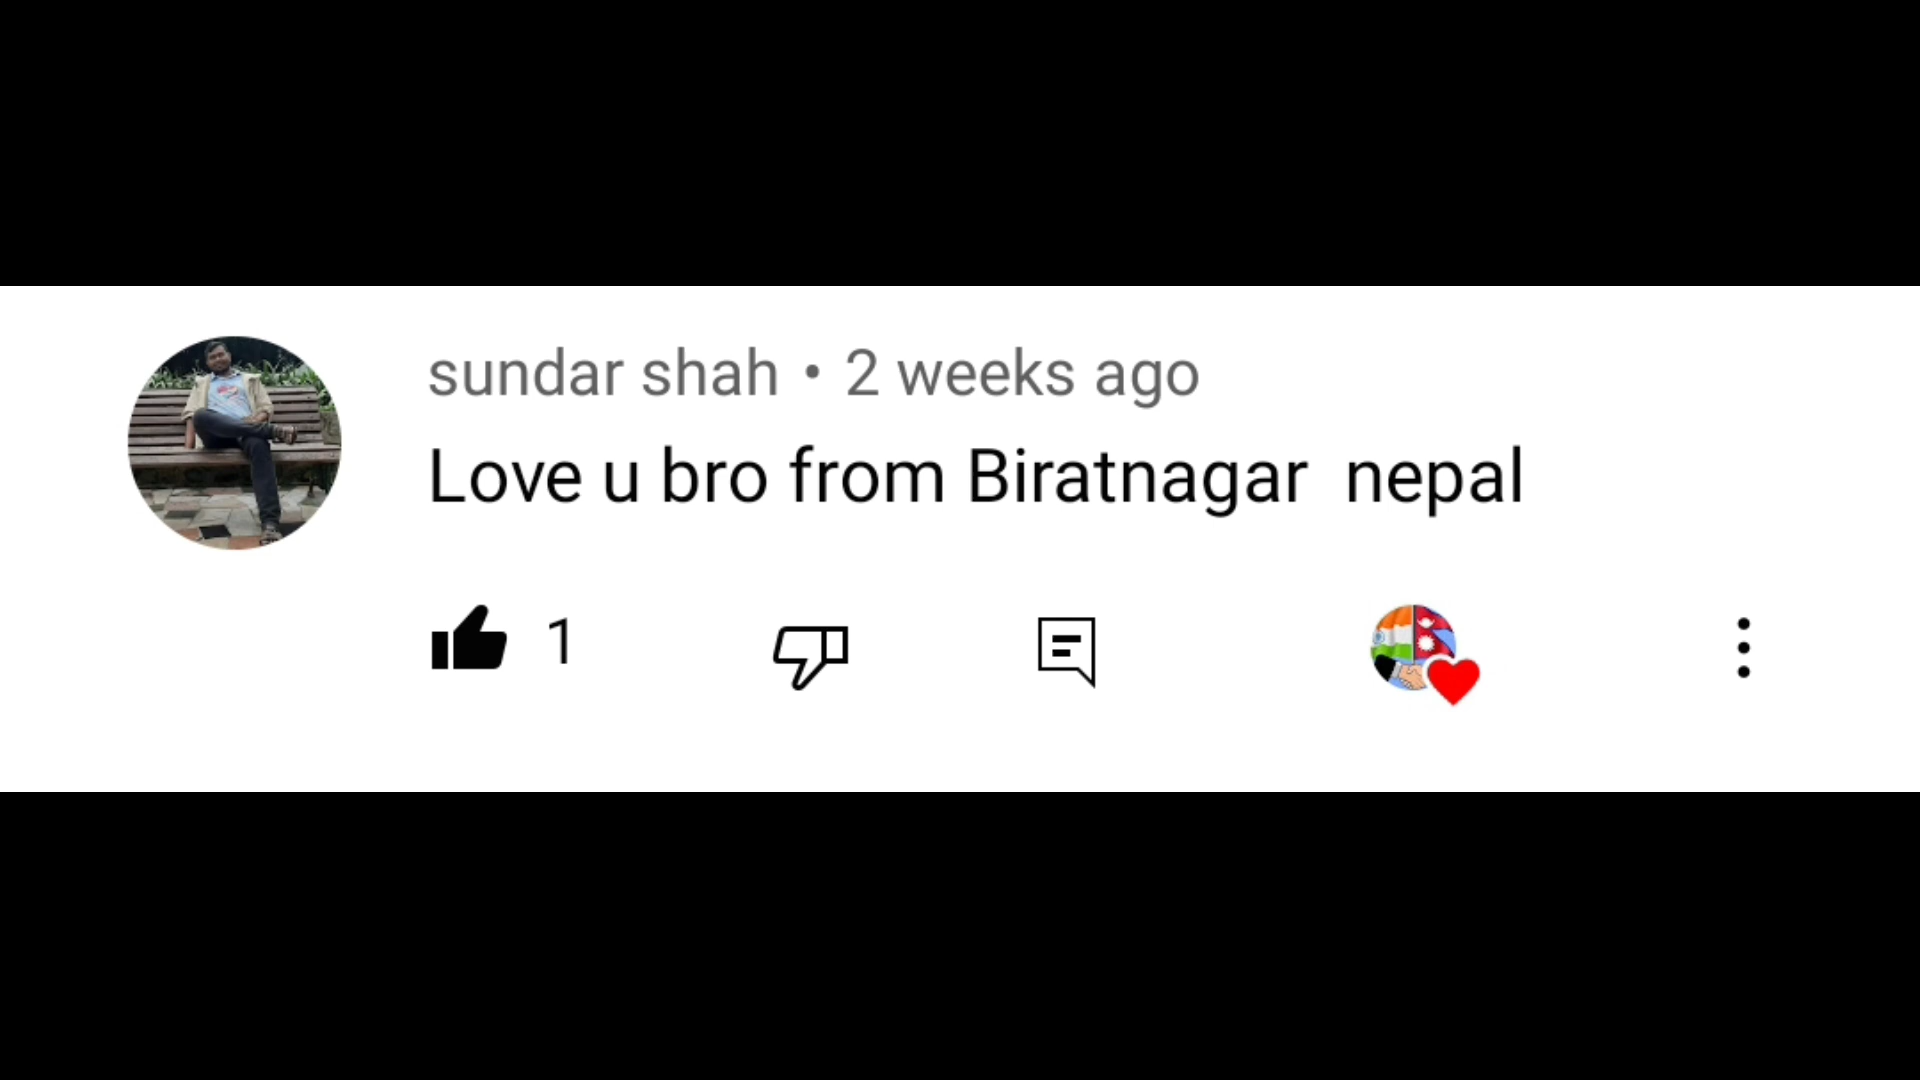 sundar shah • 2 weeks ago
Love u bro from Biratnagar  nepal
1